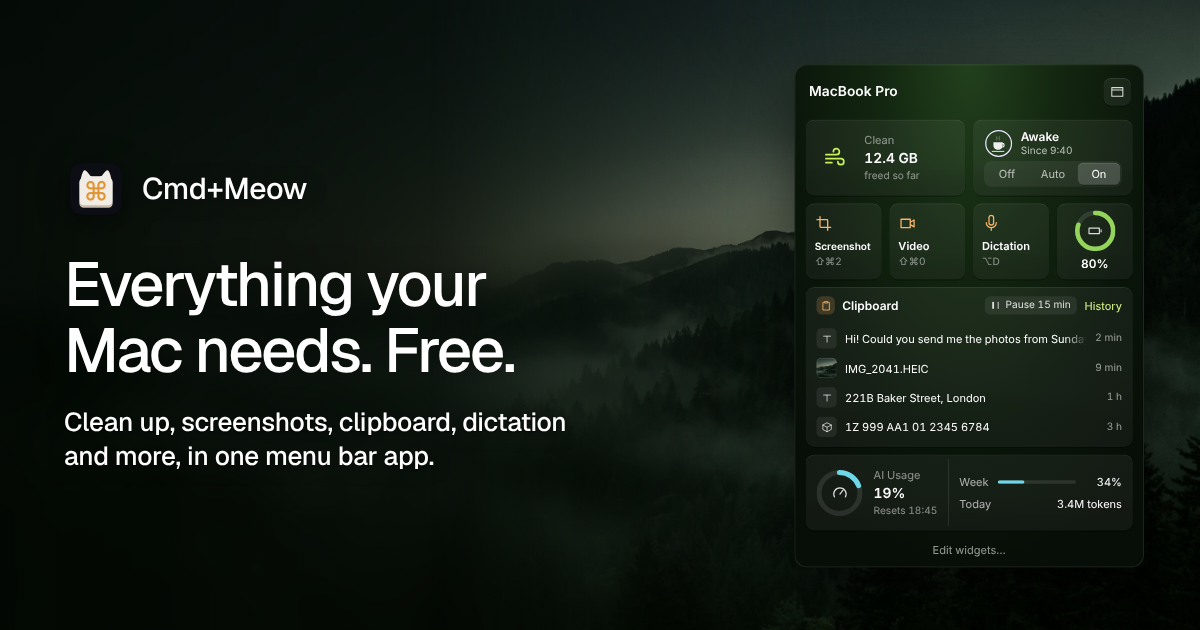 Cmd+Meow
Everything your
Mac needs. Free.
Clean up, screenshots, clipboard, dictation
and more, in one menu bar app.
MacBook Pro
Clean
12.4 GB
freed so far
Awake
Since 9:40
Off Auto On
Screenshot
⇧⌘2
Video
⇧⌘0
Dictation
⌥D
80%
Clipboard
Pause 15 min
History
Hi! Could you send me the photos from Sunda
2 min
IMG_2041.HEIC
9 min
221B Baker Street, London
1 h
1Z 999 AA1 01 2345 6784
3 h
AI Usage
19%
Resets 18:45
Week
34%
Today
3.4M tokens
Edit widgets...